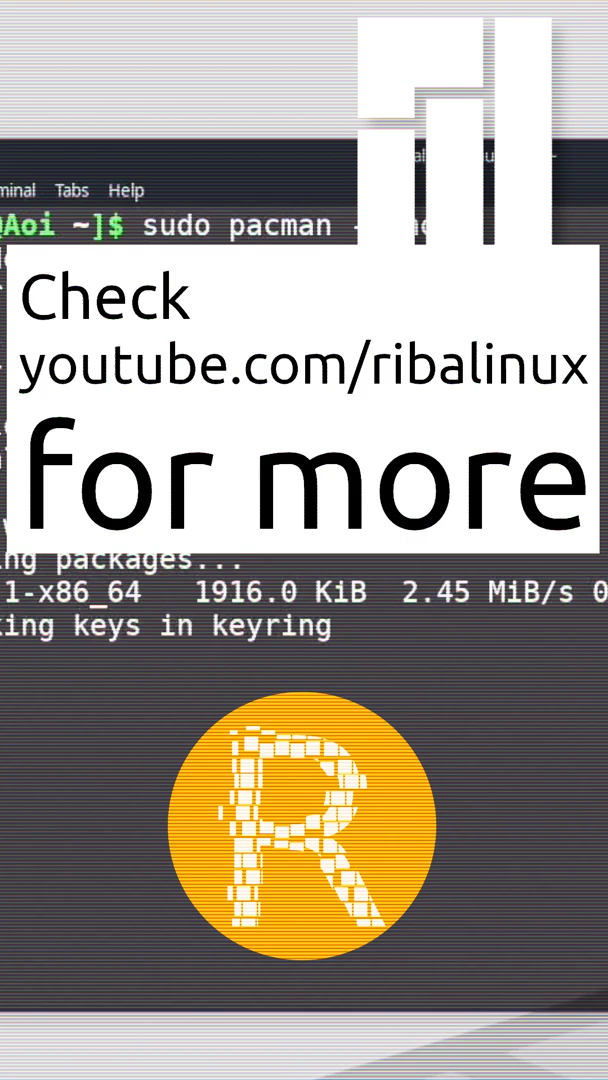 minal Tabs Help
@Aoi ~]$ sudo pacman -
Check
youtube.com/ribalinux
for more
ing packages...
1-x86_64 1916.0 KiB 2.45 MiB/s 0
king keys in keyring
R